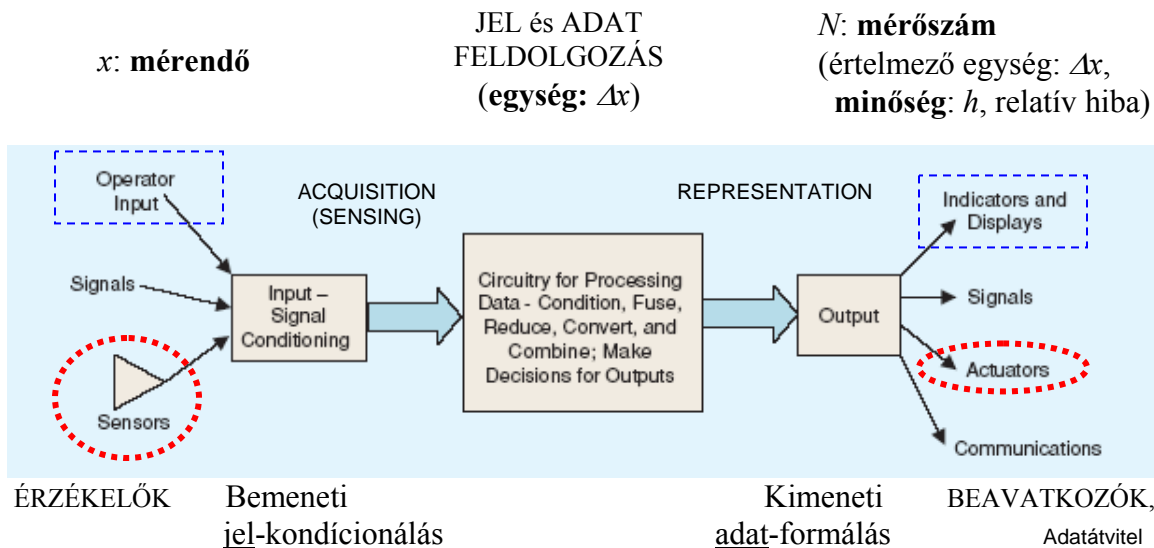 x: mérendő
JEL és ADAT
FELDOLGOZÁS
(egység: Δx)
N: mérőszám
(értelmező egység: Δx,
minőség: h, relatív hiba)
Operator
Input
Signals
Sensors
ACQUISITION
(SENSING)
Input –
Signal
Conditioning
Circuitry for Processing
Data - Condition, Fuse,
Reduce, Convert, and
Combine; Make
Decisions for Outputs
REPRESENTATION
Output
Indicators and
Displays
Signals
Actuators
Communications
ÉRZÉKELŐK
Bemeneti
jel-kondícionálás
Kimeneti
adat-formálás
BEAVATKOZÓK,
Adatátvitel